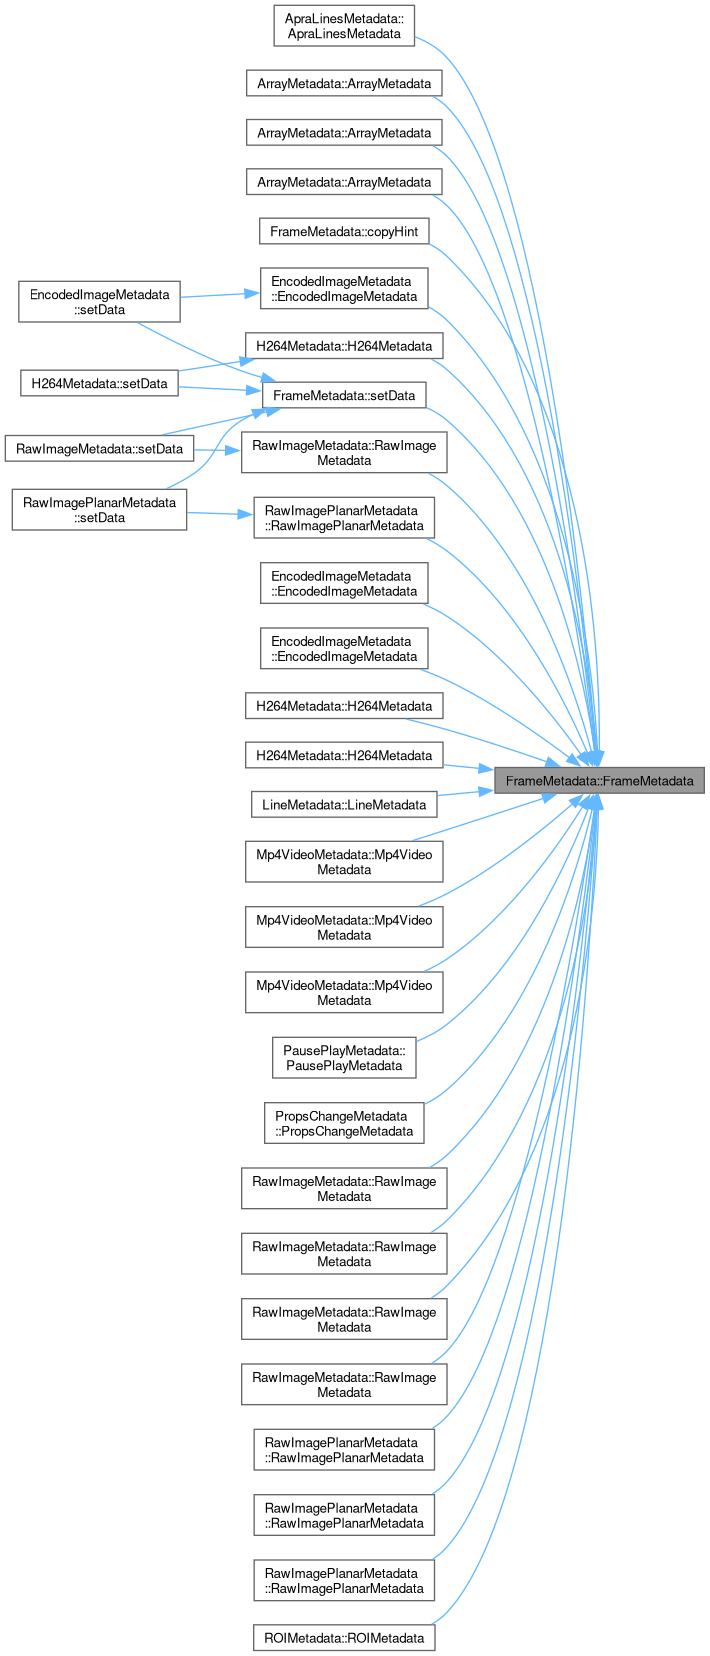 ApraLinesMetadata::
ApraLinesMetadata
ArrayMetadata::ArrayMetadata
ArrayMetadata::ArrayMetadata
ArrayMetadata::ArrayMetadata
FrameMetadata::copyHint
EncodedImageMetadata
::EncodedImageMetadata
EncodedImageMetadata
::setData
H264Metadata::H264Metadata
H264Metadata::setData
FrameMetadata::setData
RawImageMetadata::RawImage
Metadata
RawImageMetadata::setData
RawImagePlanarMetadata
::setData
RawImagePlanarMetadata
::RawImagePlanarMetadata
EncodedImageMetadata
::EncodedImageMetadata
EncodedImageMetadata
::EncodedImageMetadata
H264Metadata::H264Metadata
H264Metadata::H264Metadata
FrameMetadata::FrameMetadata
LineMetadata::LineMetadata
Mp4VideoMetadata::Mp4Video
Metadata
Mp4VideoMetadata::Mp4Video
Metadata
Mp4VideoMetadata::Mp4Video
Metadata
PausePlayMetadata::
PausePlayMetadata
PropsChangeMetadata
::PropsChangeMetadata
RawImageMetadata::RawImage
Metadata
RawImageMetadata::RawImage
Metadata
RawImageMetadata::RawImage
Metadata
RawImageMetadata::RawImage
Metadata
RawImagePlanarMetadata
::RawImagePlanarMetadata
RawImagePlanarMetadata
::RawImagePlanarMetadata
RawImagePlanarMetadata
::RawImagePlanarMetadata
ROIMetadata::ROIMetadata